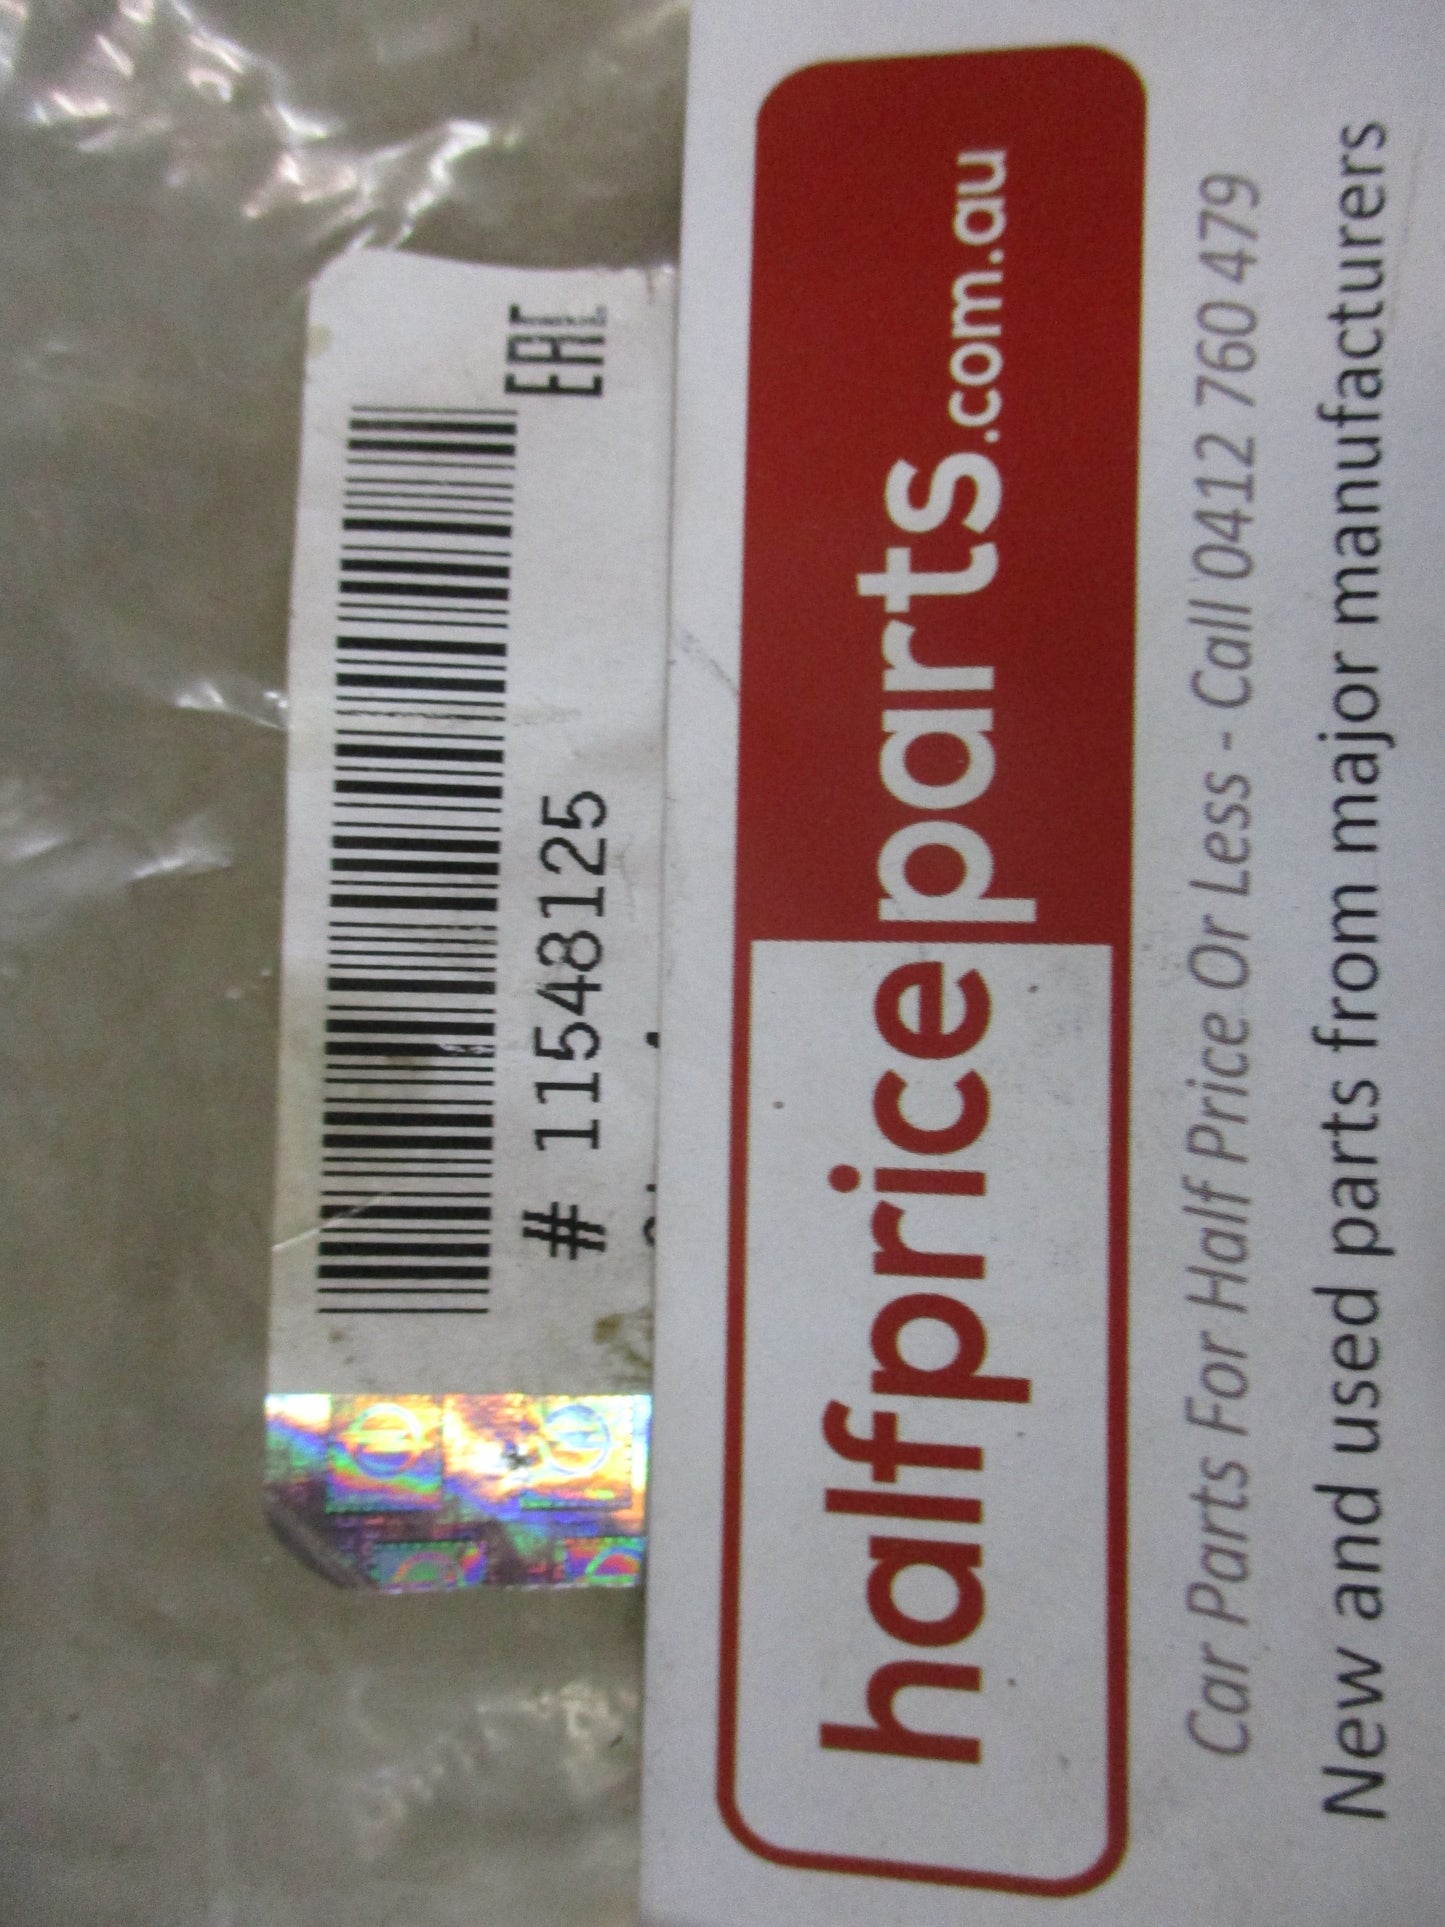 EAC
# 11548125
halfpriceparts.com.au
Car Parts For Half Price Or Less - Call 0412 760 479
New and used parts from major manufacturers